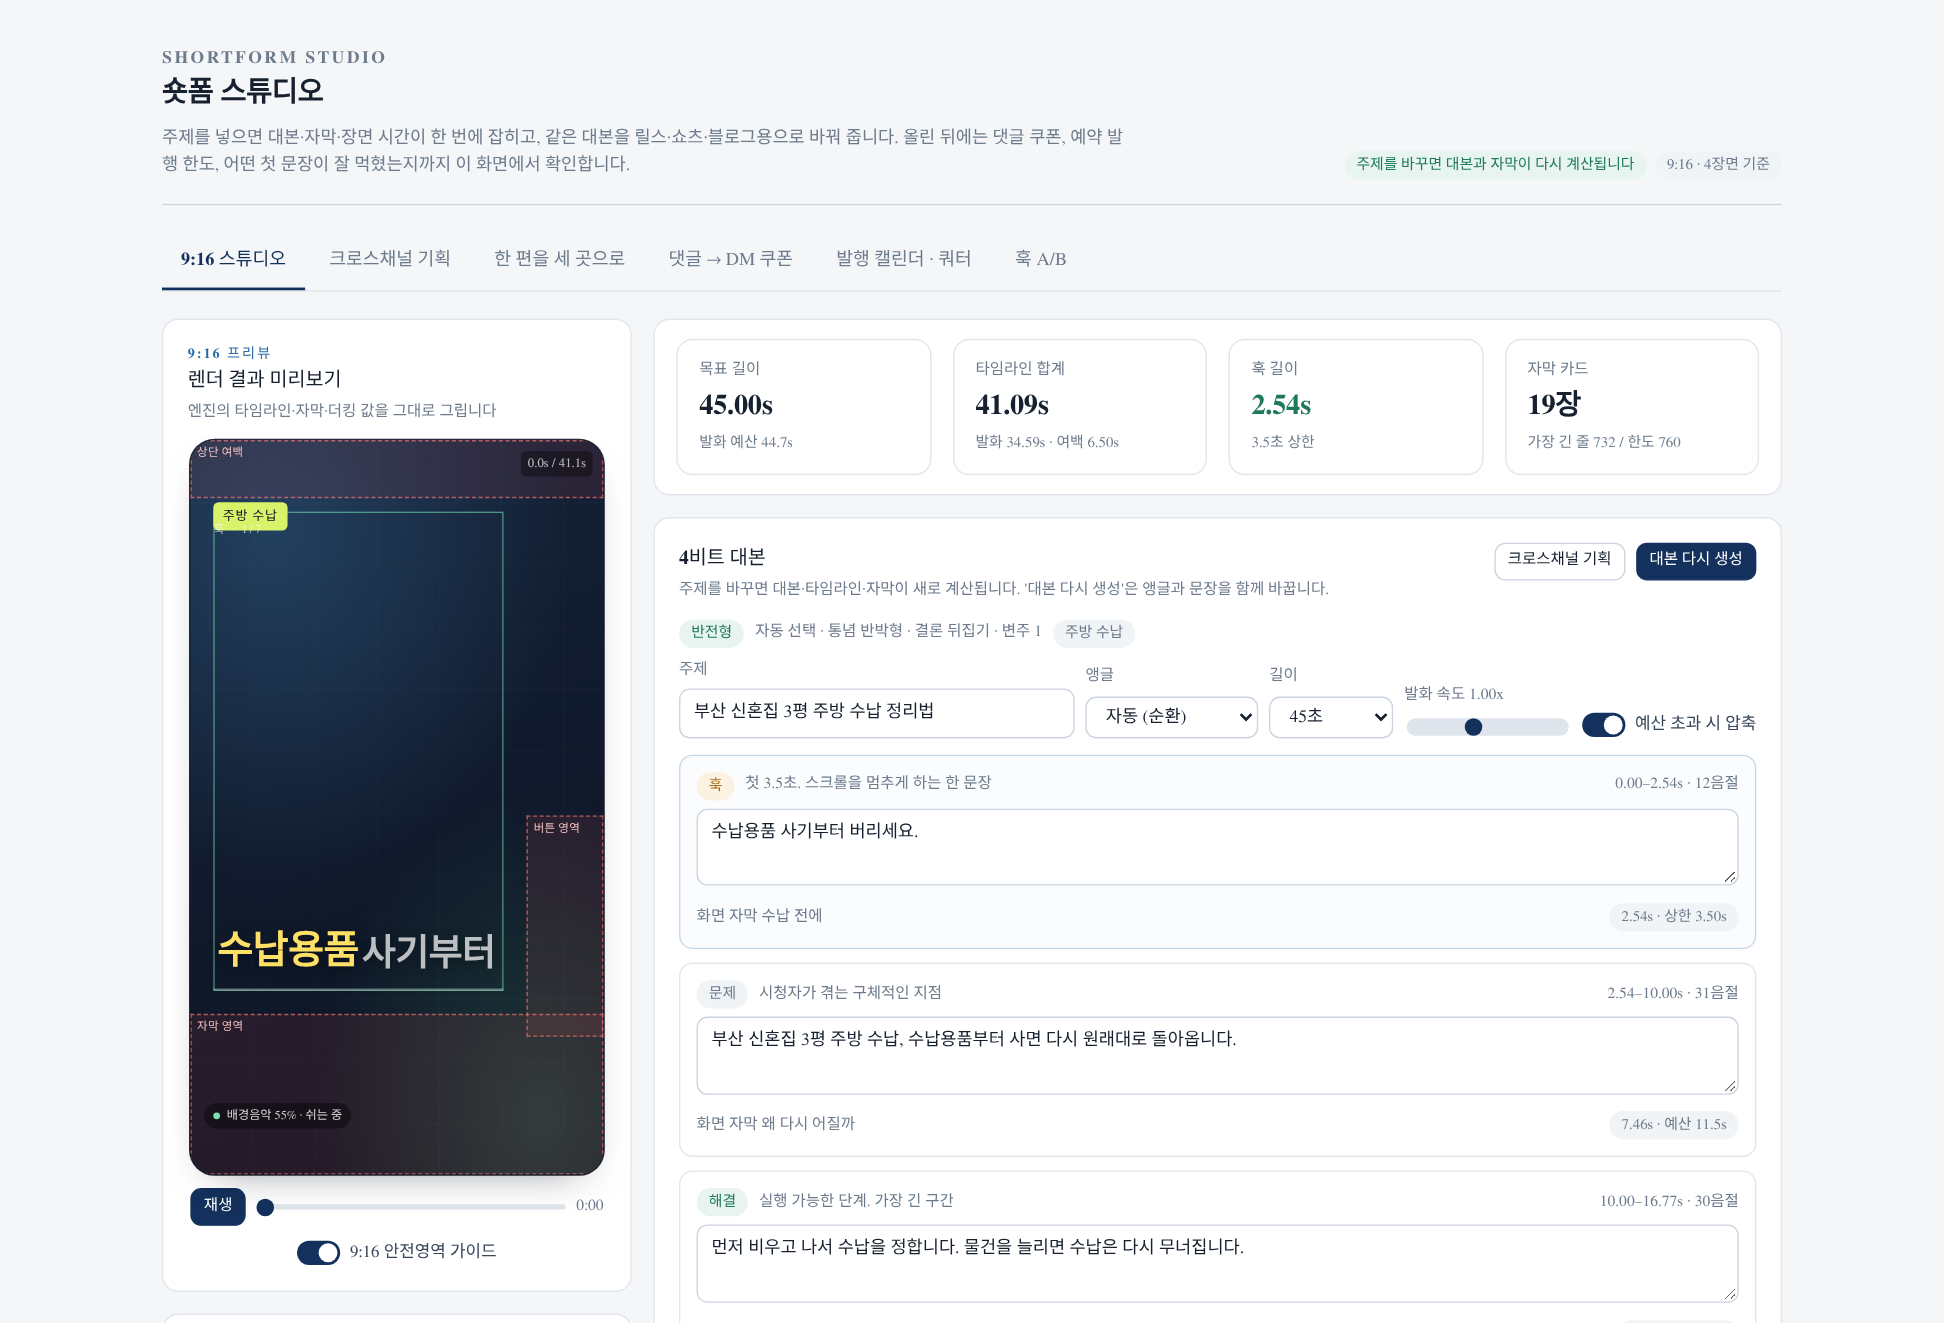 SHORTFORM STUDIO
숏폼 스튜디오
주제를 넣으면 대본·자막·장면 시간이 한 번에 잡히고, 같은 대본을 릴스·쇼츠·블로그용으로 바꿔 줍니다. 올린 뒤에는 댓글 쿠폰, 예약 발
행 한도, 어떤 첫 문장이 잘 먹혔는지까지 이 화면에서 확인합니다.
주제를 바꾸면 대본과 자막이 다시 계산됩니다
9:16 · 4장면 기준
9:16 스튜디오
크로스채널 기획
한 편을 세 곳으로
댓글 → DM 쿠폰
발행 캘린더 · 쿼터
훅 A/B
9:16 프리뷰
렌더 결과 미리보기
엔진의 타임라인·자막·더킹 값을 그대로 그립니다
상단 여백
0.0s / 41.1s
주방 수납
버튼 영역
수납용품 사기부터
자막 영역
배경음악 55% · 쉬는 중
재생
0:00
9:16 안전영역 가이드
목표 길이
45.00s
발화 예산 44.7s
타임라인 합계
41.09s
발화 34.59s · 여백 6.50s
훅 길이
2.54s
3.5초 상한
자막 카드
19장
가장 긴 줄 732 / 한도 760
4비트 대본
주제를 바꾸면 대본·타임라인·자막이 새로 계산됩니다. '대본 다시 생성'은 앵글과 문장을 함께 바꿉니다.
크로스채널 기획
대본 다시 생성
반전형
자동 선택 · 통념 반박형 · 결론 뒤집기 · 변주 1
주방 수납
주제
부산 신혼집 3평 주방 수납 정리법
앵글
자동 (순환)
길이
45초
발화 속도 1.00x
예산 초과 시 압축
훅
첫 3.5초. 스크롤을 멈추게 하는 한 문장
0.00–2.54s · 12음절
수납용품 사기부터 버리세요.
화면 자막 수납 전에
2.54s · 상한 3.50s
문제
시청자가 겪는 구체적인 지점
2.54–10.00s · 31음절
부산 신혼집 3평 주방 수납, 수납용품부터 사면 다시 원래대로 돌아옵니다.
화면 자막 왜 다시 어질까
7.46s · 예산 11.5s
해결
실행 가능한 단계. 가장 긴 구간
10.00–16.77s · 30음절
먼저 비우고 나서 수납을 정합니다. 물건을 늘리면 수납은 다시 무너집니다.